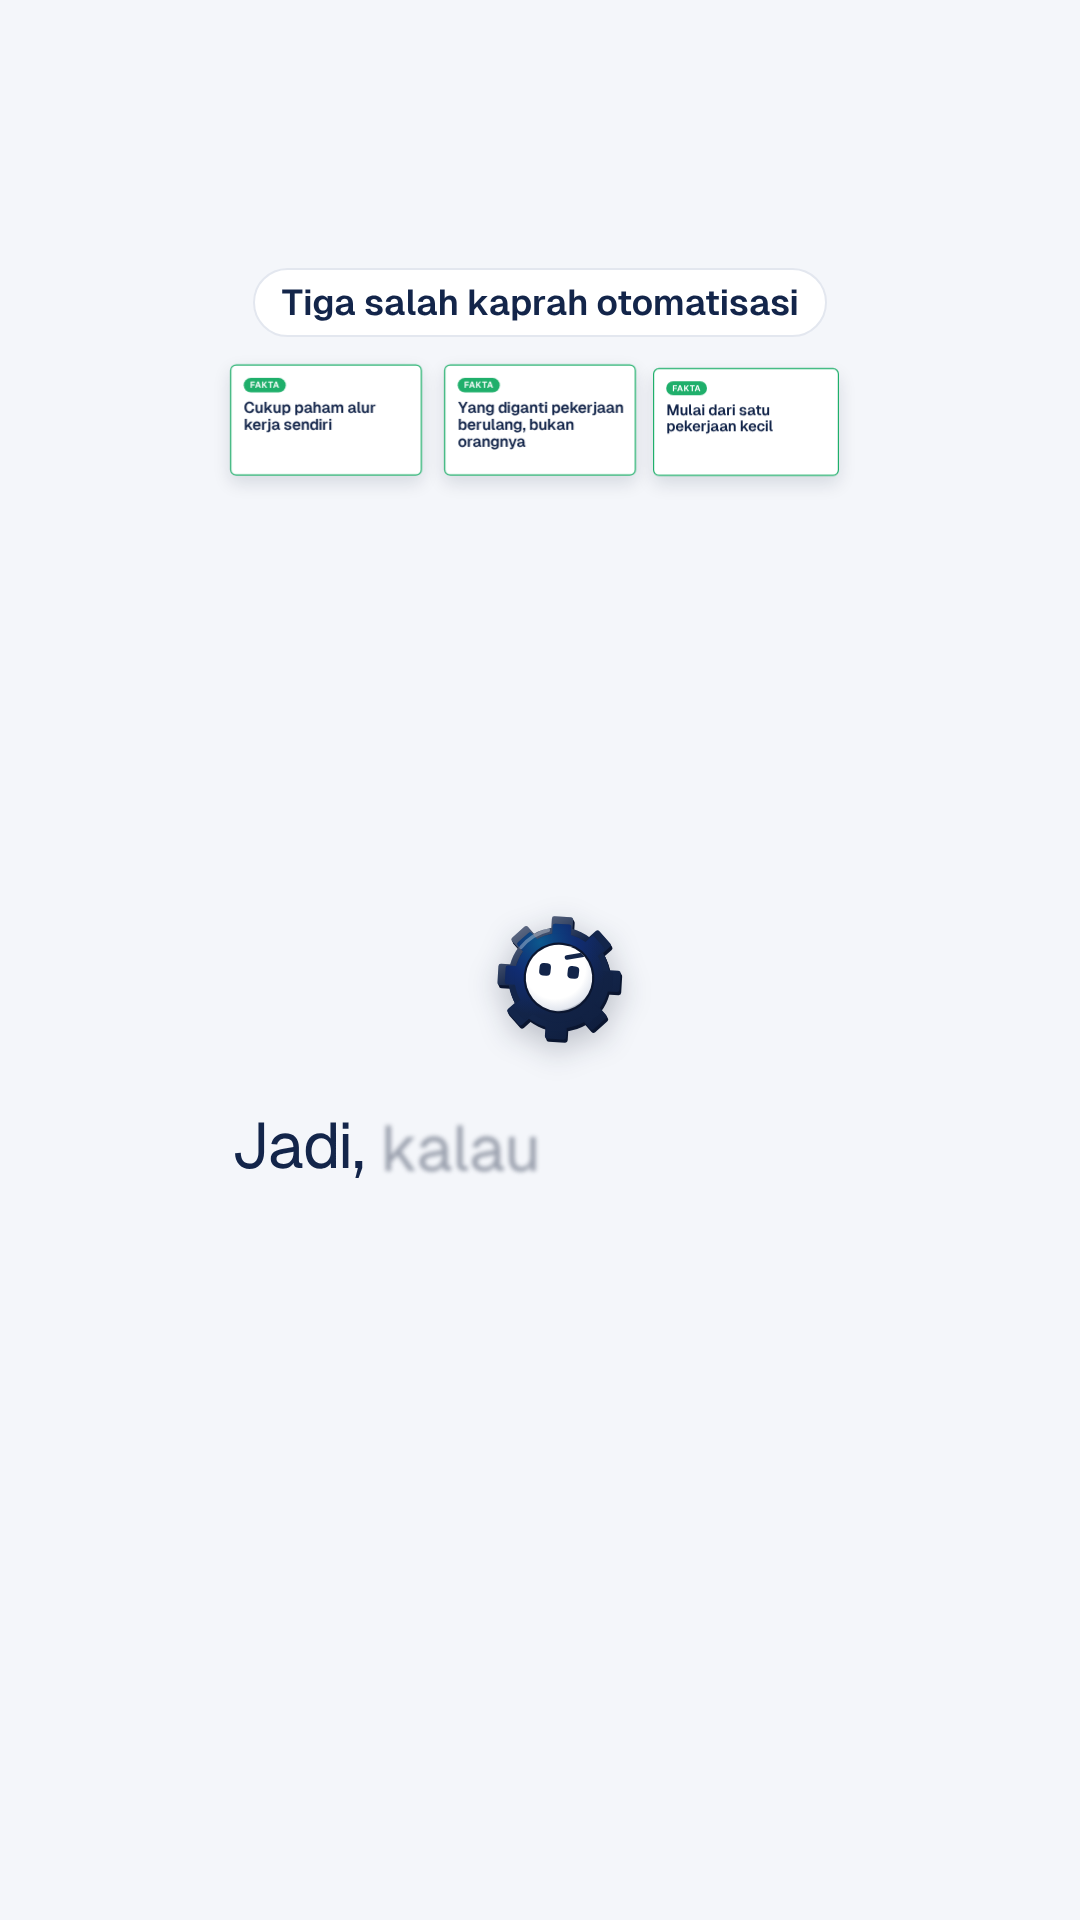 Tiga salah kaprah otomatisasi
FAKTA
Cukup paham alur
kerja sendiri
FAKTA
Yang diganti pekerjaan
berulang, bukan
orangnya
FAKTA
Mulai dari satu
pekerjaan kecil
Jadi, kalau